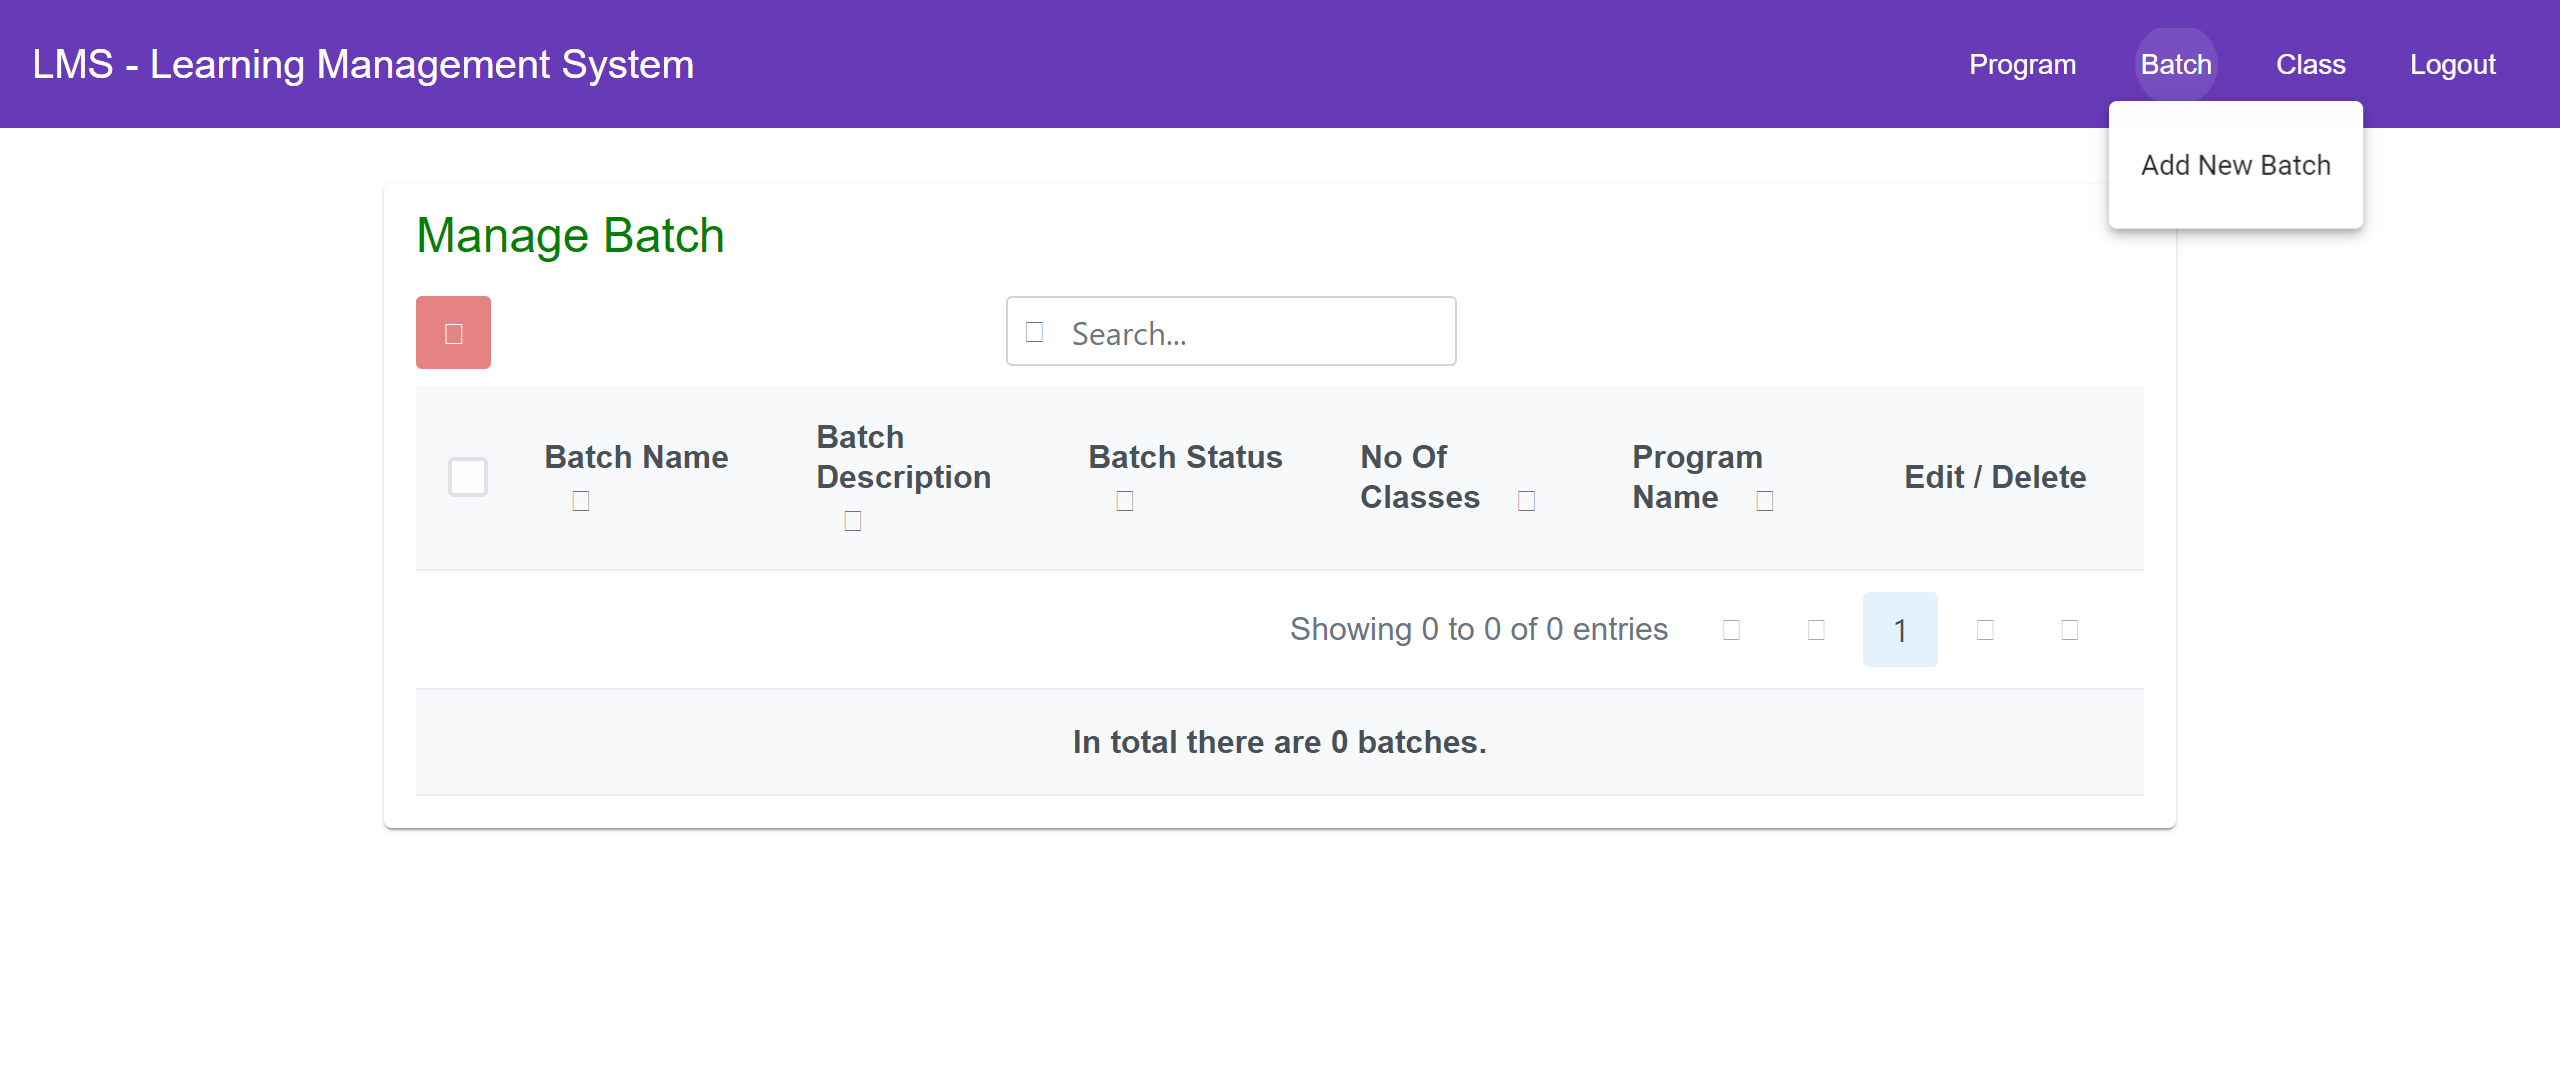 LMS - Learning Management System
Program
Batch
Class
Logout
Add New Batch
Manage Batch
Search...
Batch Name
Batch
Description
Batch Status
No Of
Classes
Program
Name
Edit / Delete
Showing 0 to 0 of 0 entries
1
In total there are 0 batches.